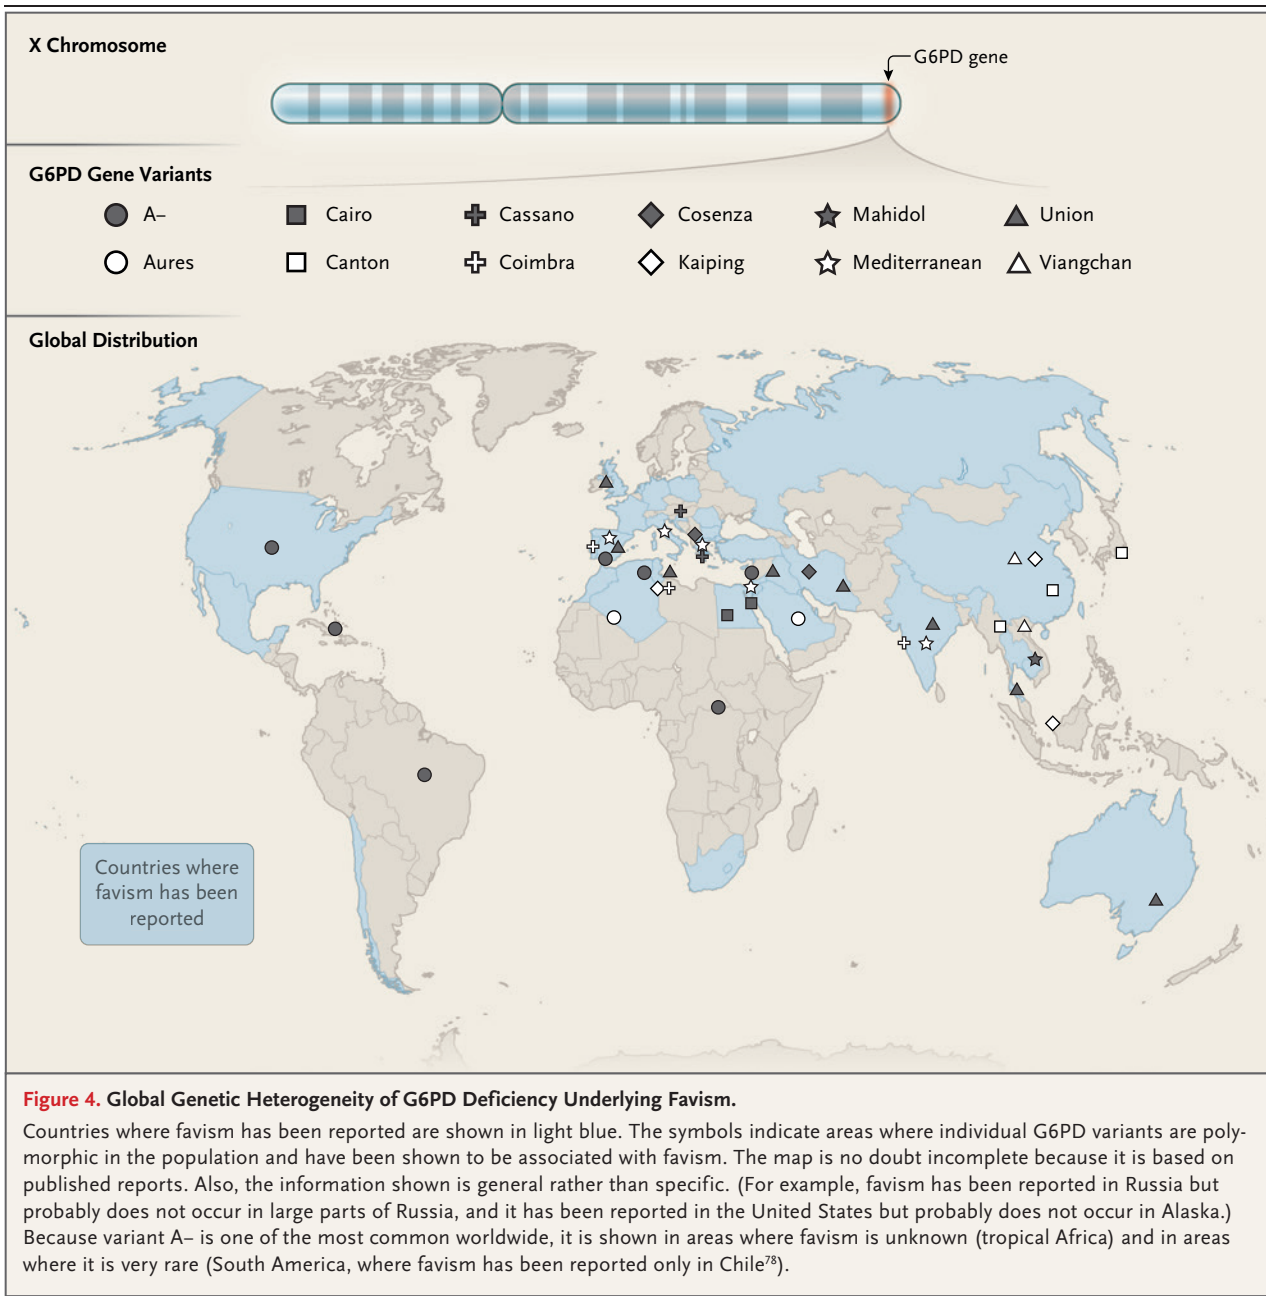 X Chromosome
G6PD gene
G6PD Gene Variants
A– Cairo Cassano Cosenza Mahidol Union
Aures Canton Coimbra Kaiping Mediterranean Viangchan
Global Distribution
Countries where
favism has been
reported
Figure 4. Global Genetic Heterogeneity of G6PD Deficiency Underlying Favism.
Countries where favism has been reported are shown in light blue. The symbols indicate areas where individual G6PD variants are poly-
morphic in the population and have been shown to be associated with favism. The map is no doubt incomplete because it is based on
published reports. Also, the information shown is general rather than specific. (For example, favism has been reported in Russia but
probably does not occur in large parts of Russia, and it has been reported in the United States but probably does not occur in Alaska.)
Because variant A– is one of the most common worldwide, it is shown in areas where favism is unknown (tropical Africa) and in areas
where it is very rare (South America, where favism has been reported only in Chile78).